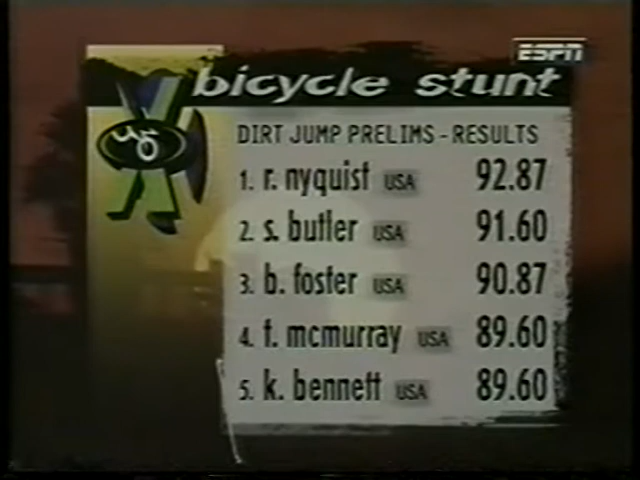 ESPN
bicycle stunt
DIRT JUMP PRELIMS - RESULTS
1. r. nyquist USA 92.87
2. s. butler USA 91.60
3. b. foster USA 90.87
4. t. mcmurray USA 89.60
5. k. bennett USA 89.60